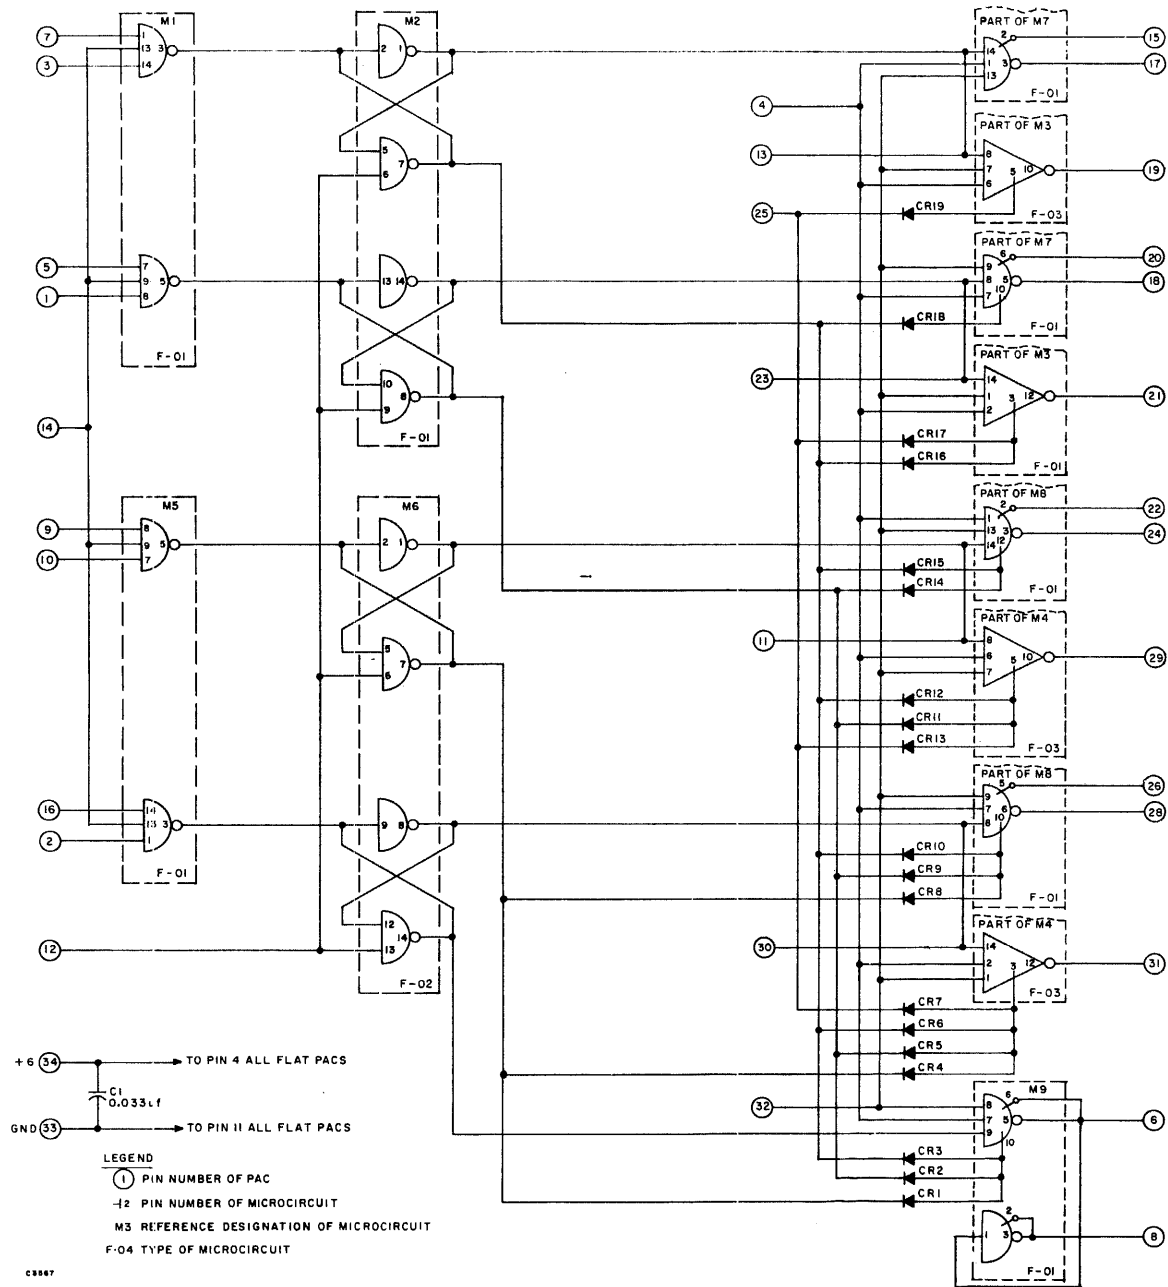 M1
M2
PART OF M7
7
1
13 3
14
3
2 1
14 2
1 3
13
15
17
F-01
4
5
7
6
13
PART OF M3
8
7 5 10
6
19
25
CR19
F-03
PART OF M7
5
7
9 5
8
1
13 14
9 6
8 5
7 10
20
18
CR18
F-01
F-01
10
8
9
23
PART OF M3
14
1 3 12
2
21
14
F-01
CR17
CR16
F-01
M5
M6
PART OF M8
9
8
9 5
7
10
2 1
1 2
13 3
14 12
22
24
CR15
CR14
F-01
5
7
6
11
PART OF M4
8
6 5 10
7
29
CR12
CR11
CR13
F-03
PART OF M8
16
14
13 3
1
2
9 8
9 5
7 6
8 10
26
28
CR10
CR9
CR8
F-01
F-01
12
12
14
13
30
PART OF M4
14
2 3 12
1
31
F-02
F-03
CR7
CR6
CR5
CR4
+6 34
TO PIN 4 ALL FLAT PACS
C1
0.033uf
GND 33
TO PIN 11 ALL FLAT PACS
M9
32
8 6
7 5
9
10
6
CR3
CR2
CR1
LEGEND
1 PIN NUMBER OF PAC
2 PIN NUMBER OF MICROCIRCUIT
M3 REFERENCE DESIGNATION OF MICROCIRCUIT
F-04 TYPE OF MICROCIRCUIT
2
1 3
8
F-01